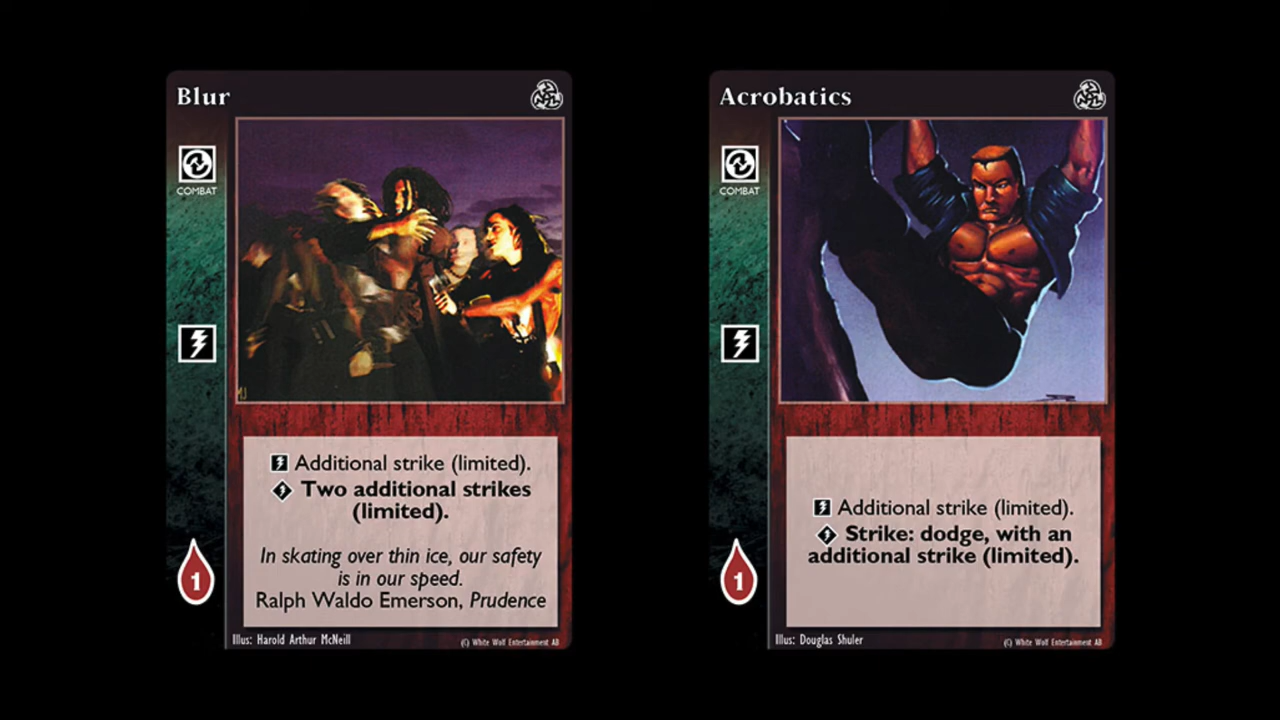 Blur
COMBAT
Additional strike (limited).
Two additional strikes
(limited).
In skating over thin ice, our safety
is in our speed.
Ralph Waldo Emerson, Prudence
1
Illus: Harold Arthur McNeill
(C) White Wolf Entertainment AB
MJ
Acrobatics
COMBAT
Additional strike (limited).
Strike: dodge, with an
additional strike (limited).
1
Illus: Douglas Shuler
(C) White Wolf Entertainment AB